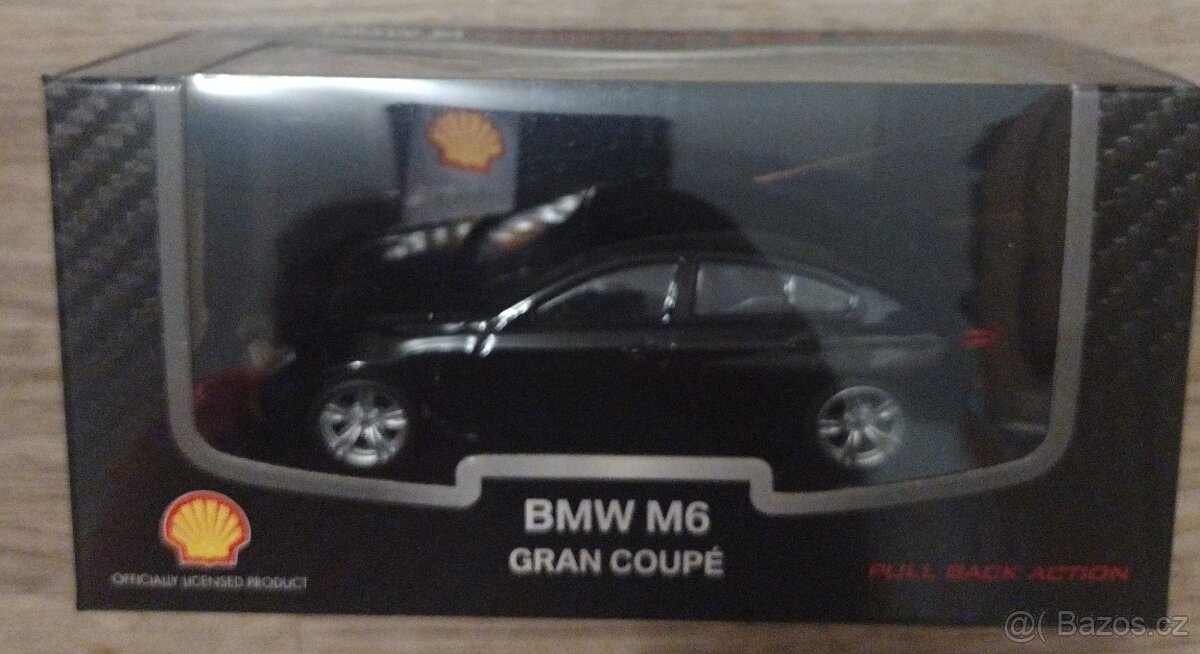 BMW M6
GRAN COUPÉ
OFFICIALLY LICENSED PRODUCT
PULL BACK ACTION
@( Bazos.cz